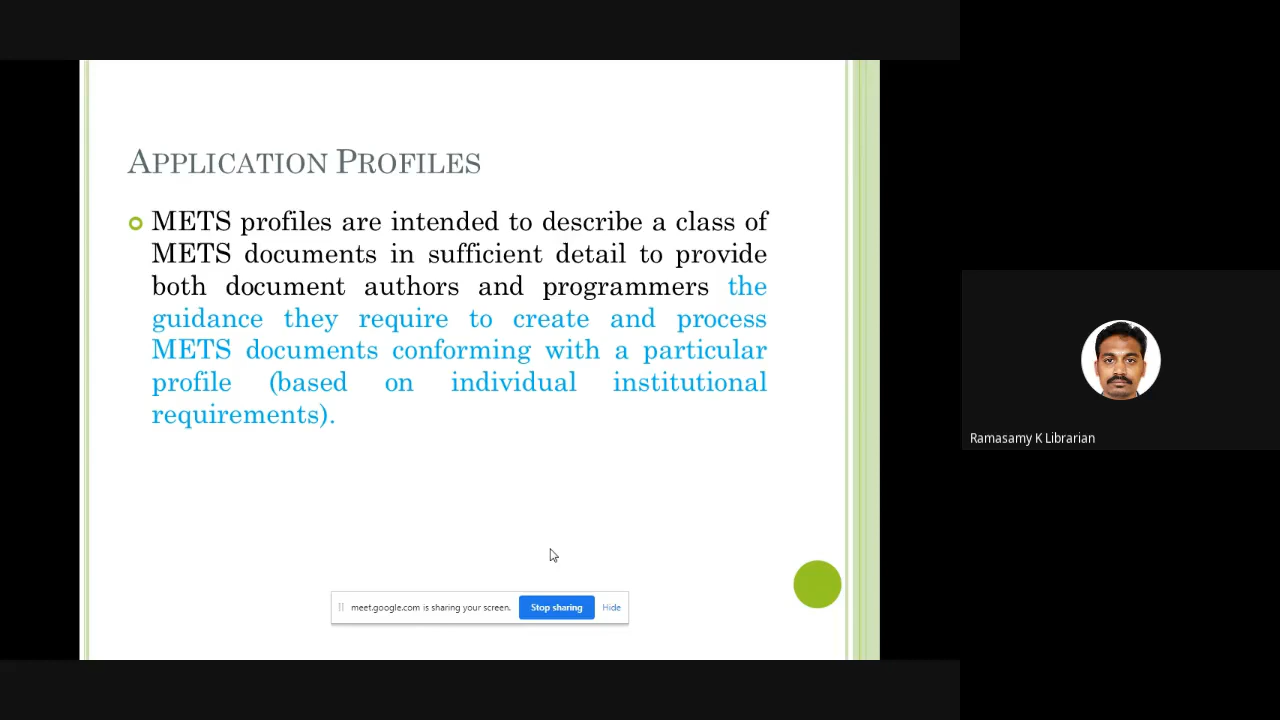 APPLICATION PROFILES
METS profiles are intended to describe a class of
METS documents in sufficient detail to provide
both document authors and programmers the
guidance they require to create and process
METS documents conforming with a particular
profile (based on individual institutional
requirements).
meet.google.com is sharing your screen. Stop sharing Hide
Ramasamy K Librarian